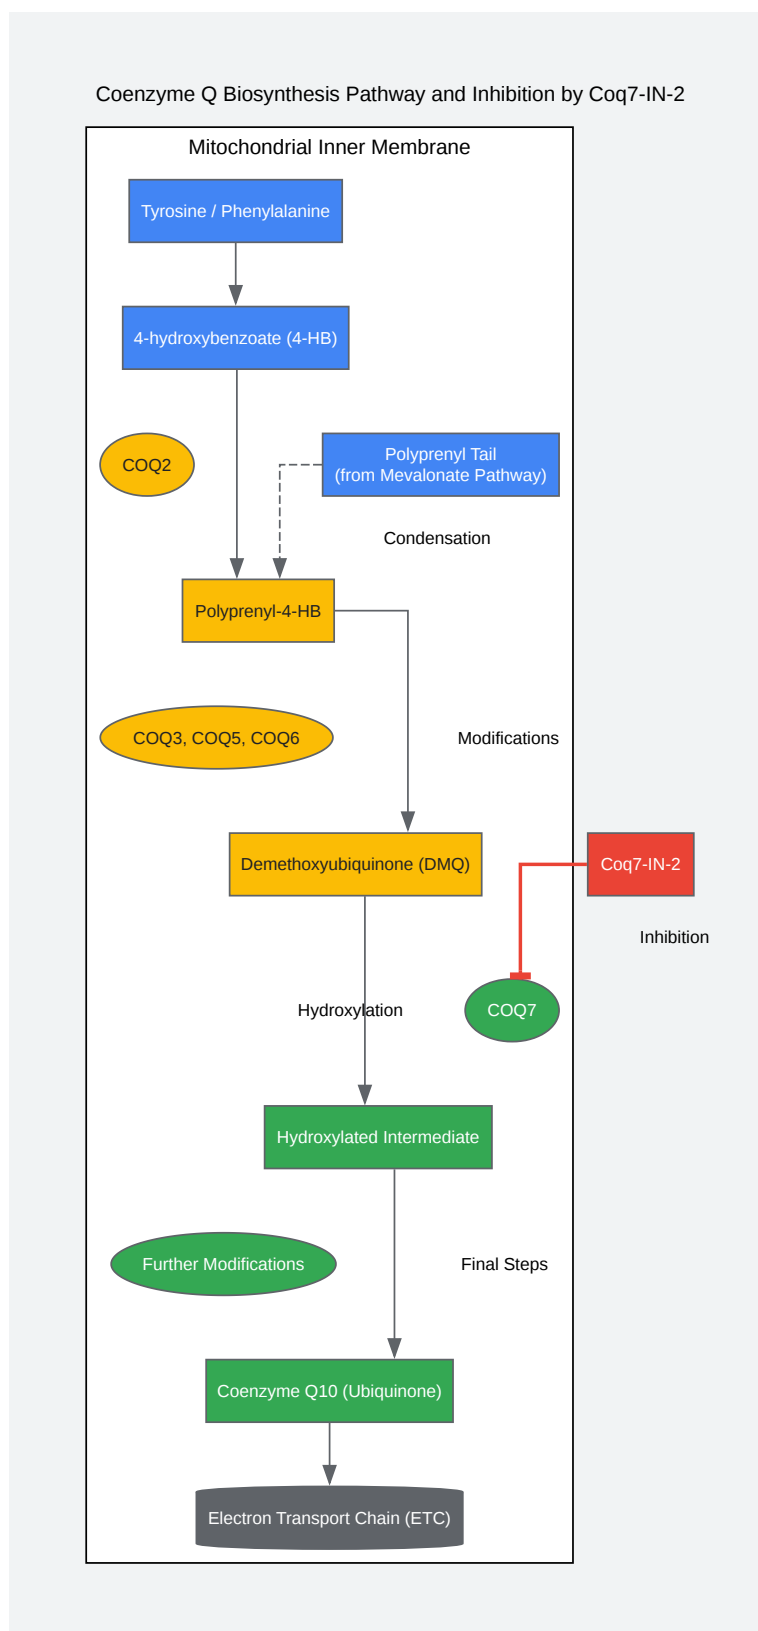 Coenzyme Q Biosynthesis Pathway and Inhibition by Coq7-IN-2
Mitochondrial Inner Membrane
Tyrosine / Phenylalanine
4-hydroxybenzoate (4-HB)
COQ2
Polyprenyl Tail
(from Mevalonate Pathway)
Condensation
Polyprenyl-4-HB
COQ3, COQ5, COQ6
Modifications
Demethoxyubiquinone (DMQ)
Coq7-IN-2
Inhibition
Hydroxylation
COQ7
Hydroxylated Intermediate
Further Modifications
Final Steps
Coenzyme Q10 (Ubiquinone)
Electron Transport Chain (ETC)